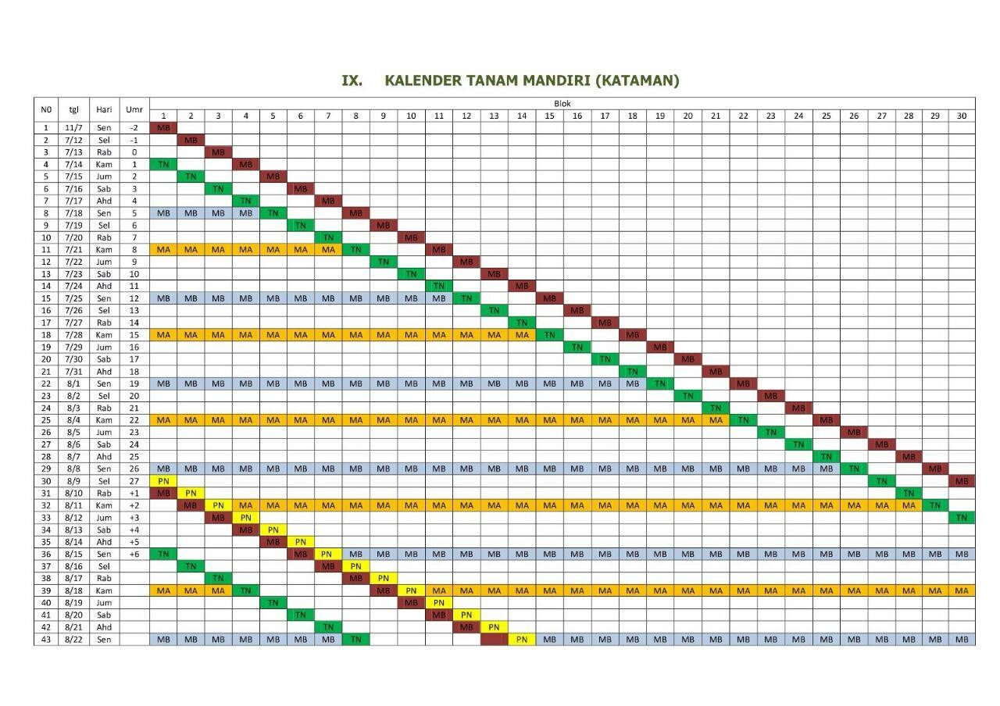 IX. KALENDER TANAM MANDIRI (KATAMAN)
N0 tgl Hari Umr Blok
1 2 3 4 5 6 7 8 9 10 11 12 13 14 15 16 17 18 19 20 21 22 23 24 25 26 27 28 29 30
1 11/7 Sen -2 MB
2 7/12 Sel -1 MB
3 7/13 Rab 0 MB
4 7/14 Kam 1 TN MB
5 7/15 Jum 2 TN MB
6 7/16 Sab 3 TN MB
7 7/17 Ahd 4 TN MB
8 7/18 Sen 5 MB MB MB MB TN MB
9 7/19 Sel 6 TN MB
10 7/20 Rab 7 TN MB
11 7/21 Kam 8 MA MA MA MA MA MA MA TN MB
12 7/22 Jum 9 TN MB
13 7/23 Sab 10 TN MB
14 7/24 Ahd 11 TN MB
15 7/25 Sen 12 MB MB MB MB MB MB MB MB MB MB MB TN MB
16 7/26 Sel 13 TN MB
17 7/27 Rab 14 TN MB
18 7/28 Kam 15 MA MA MA MA MA MA MA MA MA MA MA MA MA MA TN MB
19 7/29 Jum 16 TN MB
20 7/30 Sab 17 TN MB
21 7/31 Ahd 18 TN MB
22 8/1 Sen 19 MB MB MB MB MB MB MB MB MB MB MB MB MB MB MB MB MB MB TN MB
23 8/2 Sel 20 TN MB
24 8/3 Rab 21 TN MB
25 8/4 Kam 22 MA MA MA MA MA MA MA MA MA MA MA MA MA MA MA MA MA MA MA MA MA TN MB
26 8/5 Jum 23 TN MB
27 8/6 Sab 24 TN MB
28 8/7 Ahd 25 TN MB
29 8/8 Sen 26 MB MB MB MB MB MB MB MB MB MB MB MB MB MB MB MB MB MB MB MB MB MB MB MB MB TN MB
30 8/9 Sel 27 PN TN MB
31 8/10 Rab +1 MB PN TN
32 8/11 Kam +2 MB PN MA MA MA MA MA MA MA MA MA MA MA MA MA MA MA MA MA MA MA MA MA MA MA MA MA TN
33 8/12 Jum +3 MB PN TN
34 8/13 Sab +4 MB PN
35 8/14 Ahd +5 MB PN
36 8/15 Sen +6 TN MB PN MB MB MB MB MB MB MB MB MB MB MB MB MB MB MB MB MB MB MB MB MB MB MB
37 8/16 Sel TN MB PN
38 8/17 Rab TN MB PN
39 8/18 Kam MA MA MA TN MB PN MA MA MA MA MA MA MA MA MA MA MA MA MA MA MA MA MA MA MA MA
40 8/19 Jum TN MB PN
41 8/20 Sab TN MB PN
42 8/21 Ahd TN MB PN
43 8/22 Sen MB MB MB MB MB MB MB TN PN MB MB MB MB MB MB MB MB MB MB MB MB MB MB MB MB